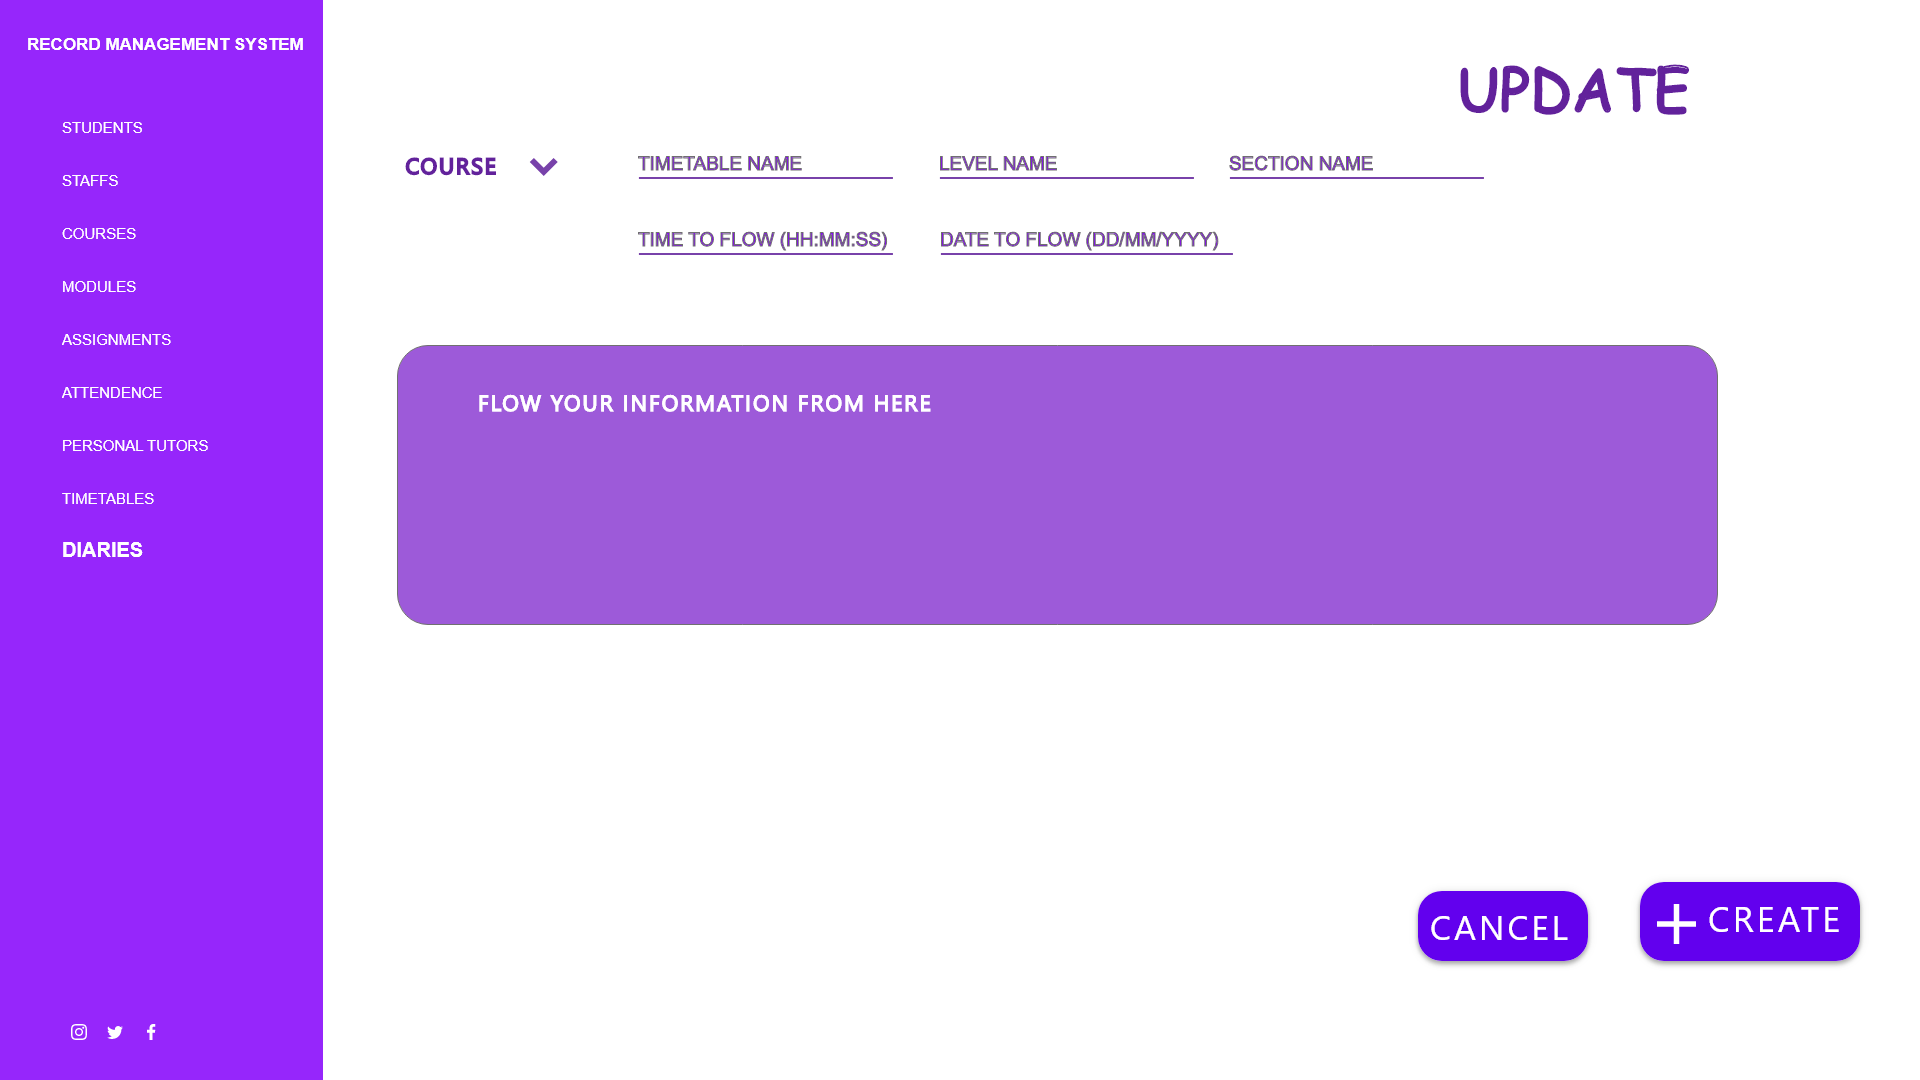 RECORD MANAGEMENT SYSTEM
STUDENTS
STAFFS
COURSES
MODULES
ASSIGNMENTS
ATTENDENCE
PERSONAL TUTORS
TIMETABLES
DIARIES
UPDATE
COURSE
TIMETABLE NAME
LEVEL NAME
SECTION NAME
TIME TO FLOW (HH:MM:SS)
DATE TO FLOW (DD/MM/YYYY)
FLOW YOUR INFORMATION FROM HERE
CANCEL
+ CREATE